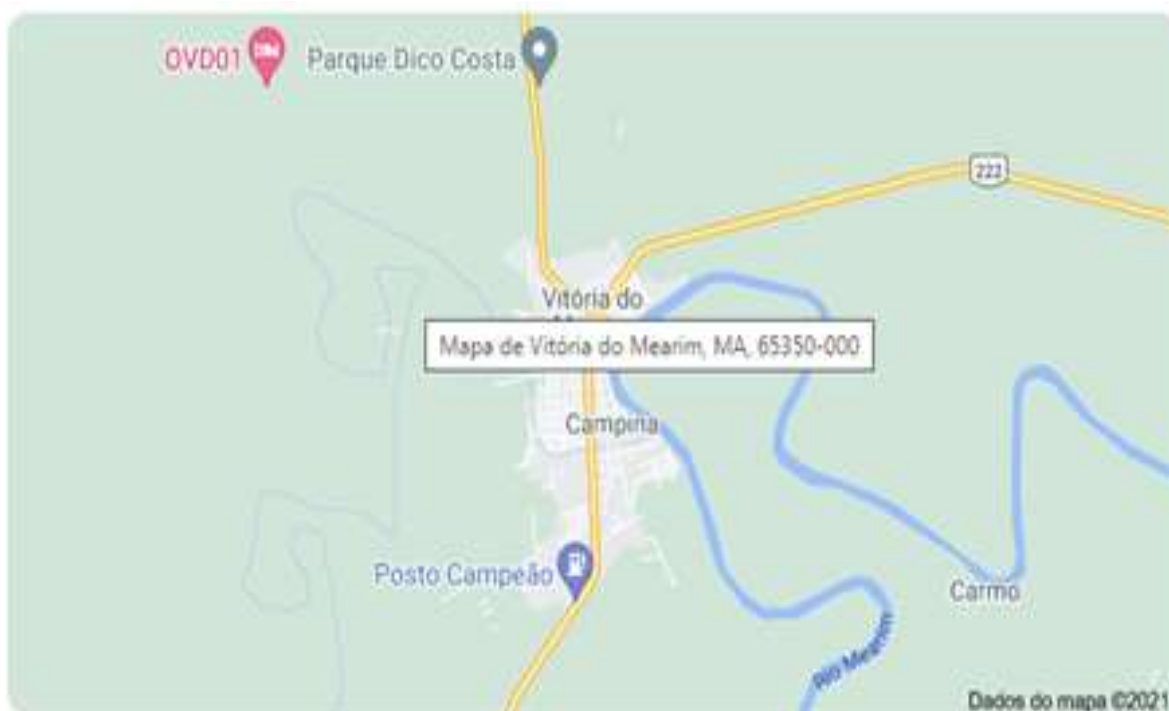 OVD01
Parque Dico Costa
222
Vitória do
Mapa de Vitória do Mearim, MA, 65350-000
Campina
Posto Campeão
Carmo
Rio Mearim
Dados do mapa ©2021